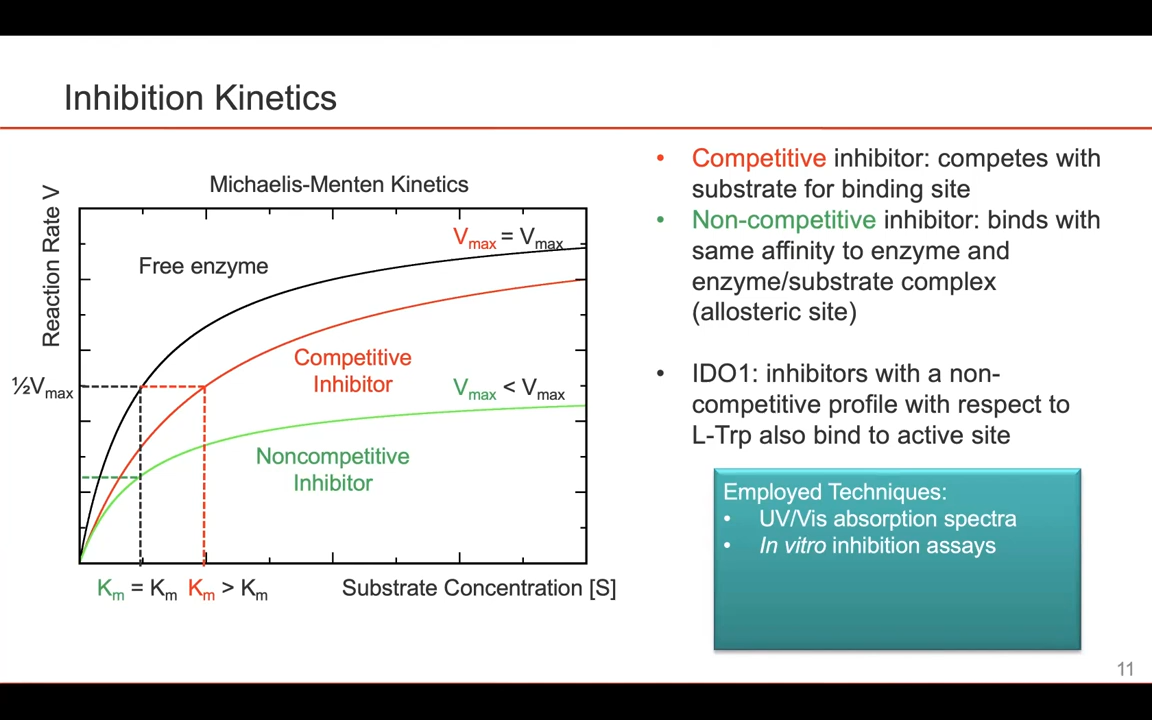 Inhibition Kinetics
Michaelis-Menten Kinetics
Reaction Rate V
Vmax = Vmax
Free enzyme
Competitive
Inhibitor
½Vmax
Vmax < Vmax
Noncompetitive
Inhibitor
Km = Km Km > Km
Substrate Concentration [S]
• Competitive inhibitor: competes with
substrate for binding site
• Non-competitive inhibitor: binds with
same affinity to enzyme and
enzyme/substrate complex
(allosteric site)
• IDO1: inhibitors with a non-
competitive profile with respect to
L-Trp also bind to active site
Employed Techniques:
• UV/Vis absorption spectra
• In vitro inhibition assays
11